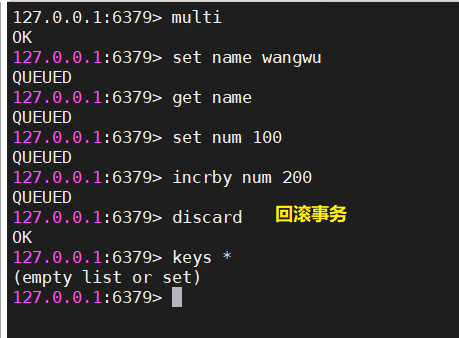 127.0.0.1:6379> multi
OK
127.0.0.1:6379> set name wangwu
QUEUED
127.0.0.1:6379> get name
QUEUED
127.0.0.1:6379> set num 100
QUEUED
127.0.0.1:6379> incrby num 200
QUEUED
127.0.0.1:6379> discard 回滚事务
OK
127.0.0.1:6379> keys *
(empty list or set)
127.0.0.1:6379>